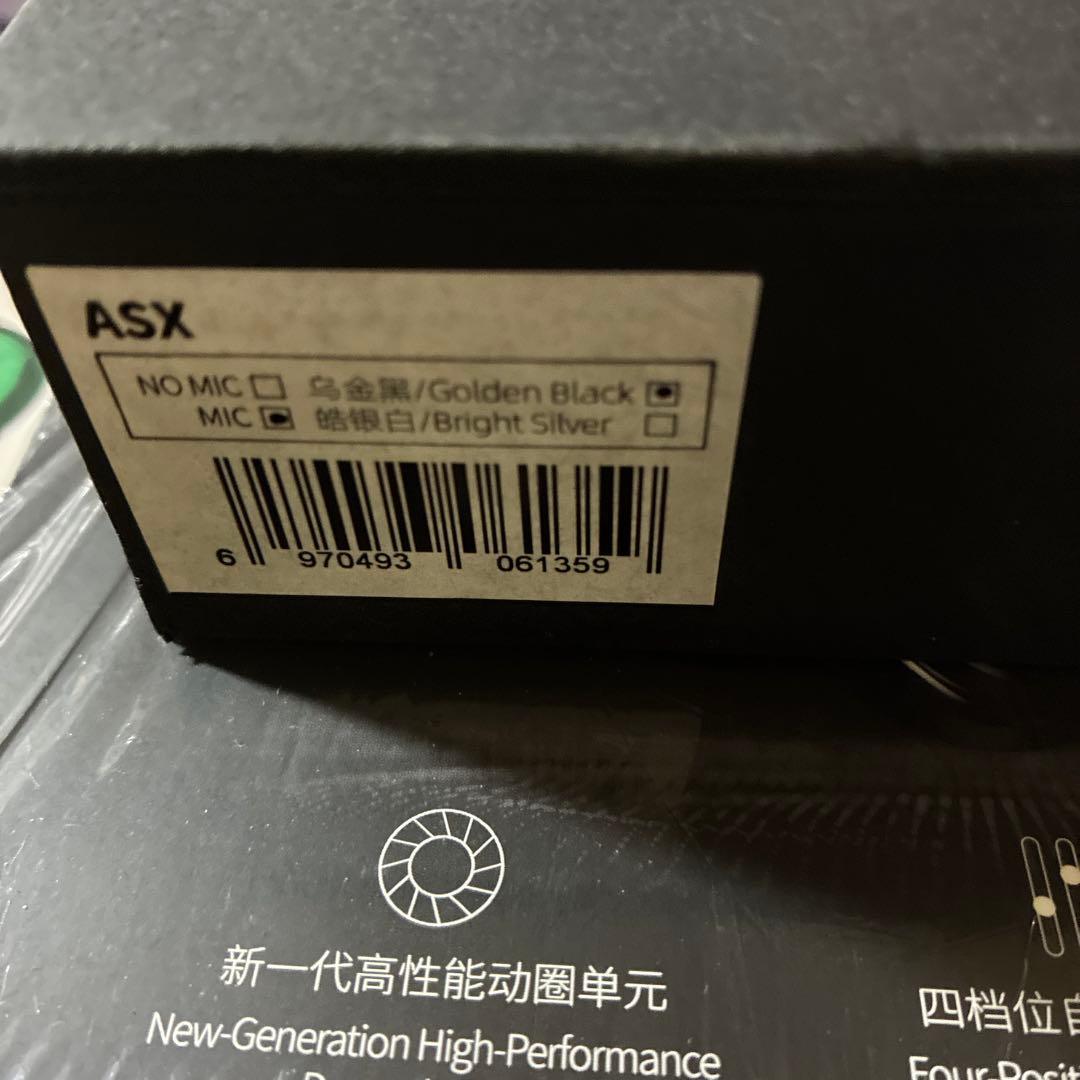 ASX
NO MIC 乌金黑/Golden Black
MIC 皓银白/Bright Silver
6 970493 061359
新一代高性能动圈单元
四档位
New-Generation High-Performance